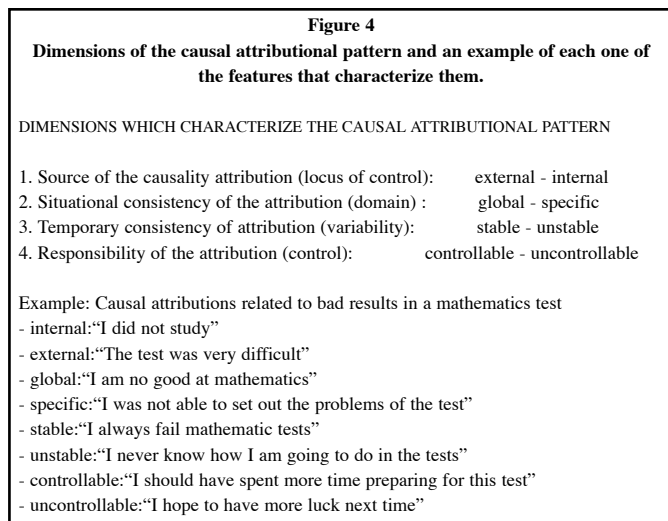 Figure 4
Dimensions of the causal attributional pattern and an example of each one of
the features that characterize them.
DIMENSIONS WHICH CHARACTERIZE THE CAUSAL ATTRIBUTIONAL PATTERN
1. Source of the causality attribution (locus of control): external - internal
2. Situational consistency of the attribution (domain) : global - specific
3. Temporary consistency of attribution (variability): stable - unstable
4. Responsibility of the attribution (control): controllable - uncontrollable
Example: Causal attributions related to bad results in a mathematics test
- internal:“I did not study”
- external:“The test was very difficult”
- global:“I am no good at mathematics”
- specific:“I was not able to set out the problems of the test”
- stable:“I always fail mathematic tests”
- unstable:“I never know how I am going to do in the tests”
- controllable:“I should have spent more time preparing for this test”
- uncontrollable:“I hope to have more luck next time”